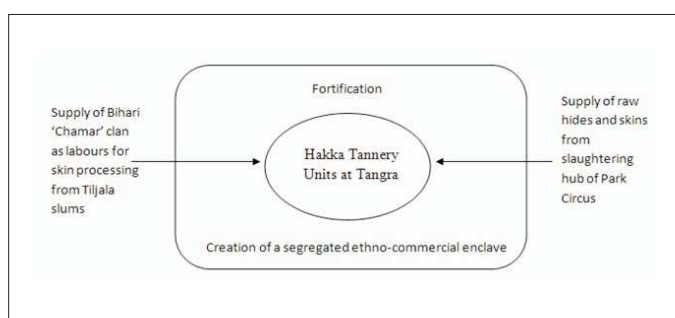 Supply of Bihari
‘Chamar’ clan
as labours for
skin processing
from Tiljala
slums
Fortification
Hakka Tannery
Units at Tangra
Creation of a segregated ethno-commercial enclave
Supply of raw
hides and skins
from
slaughtering
hub of Park
Circus